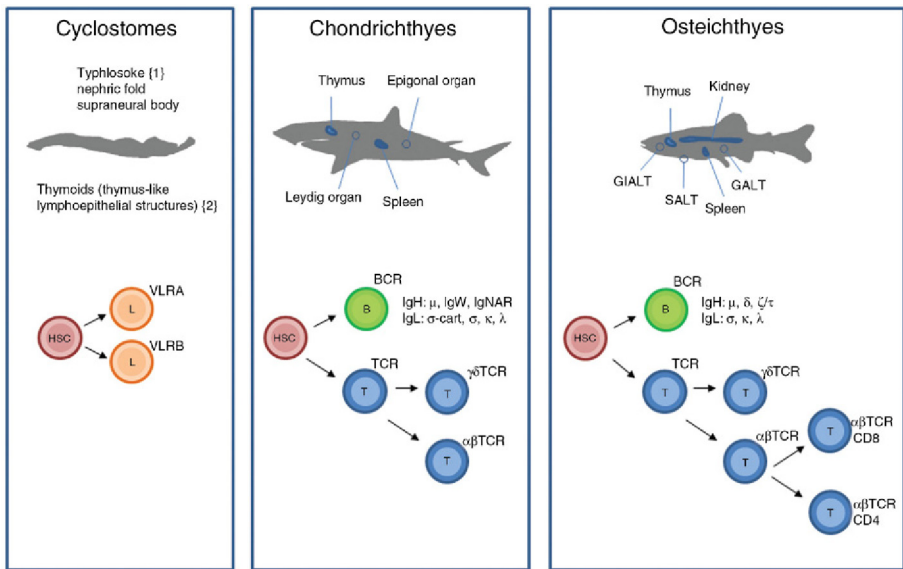 Cyclostomes
Typhlosoke {1}
nephric fold
supraneural body
Thymoids (thymus-like
lymphoepithelial structures) {2}
VLRA
L
HSC
VLRB
L
Chondrichthyes
Thymus
Epigonal organ
Leydig organ
Spleen
BCR
B
IgH: μ, IgW, IgNAR
IgL: σ-cart, σ, κ, λ
HSC
TCR
T
γδTCR
T
αβTCR
T
Osteichthyes
Thymus
Kidney
GIALT
SALT
Spleen
GALT
BCR
B
IgH: μ, δ, ζ/τ
IgL: σ, κ, λ
HSC
TCR
T
γδTCR
T
αβTCR
T
αβTCR
CD8
T
αβTCR
CD4
T